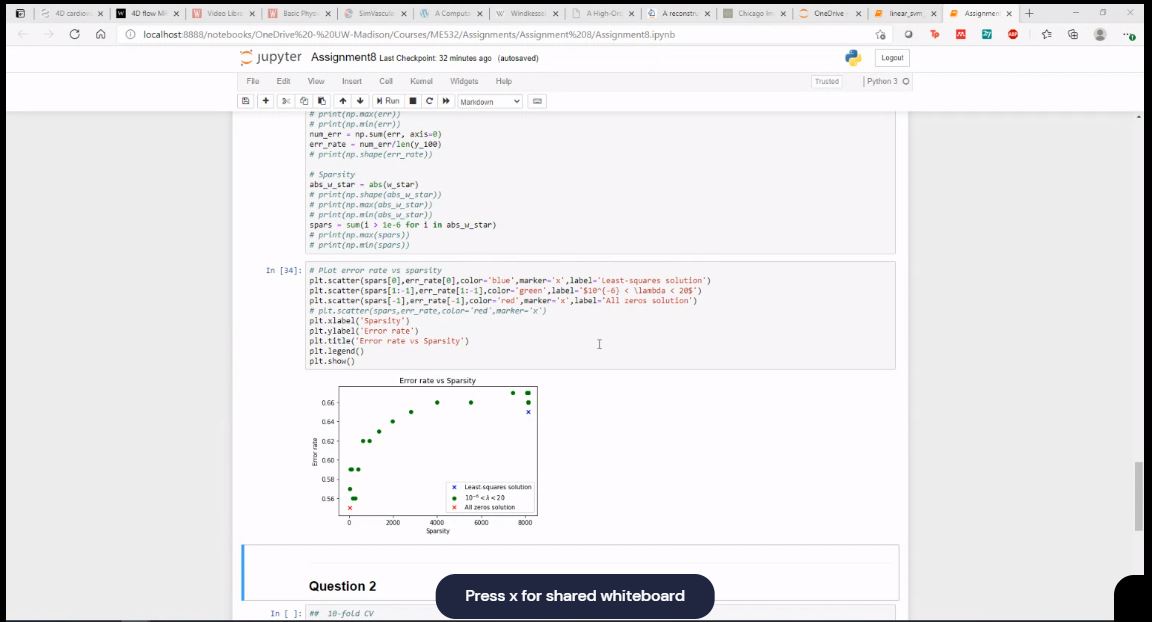 4D cardiov
4D flow M
Video Libr
Basic Phys
SimVascul
A Comput
Windkesse
A High-Or
A reconstru
Chicago Im
OneDrive
linear_svm
Assignmen
localhost:8888/notebooks/OneDrive%20-%20UW-Madison/Courses/ME532/Assignments/Assignment%208/Assignment8.ipynb
jupyter Assignment8 Last Checkpoint: 32 minutes ago (autosaved)
Logout
File Edit View Insert Cell Kernel Widgets Help
Trusted
Python 3
Run
Markdown
# print(np.max(err))
# print(np.min(err))
num_err = np.sum(err, axis=0)
err_rate = num_err/len(y_100)
# print(np.shape(err_rate))
# Sparsity
abs_w_star = abs(w_star)
# print(np.shape(abs_w_star))
# print(np.max(abs_w_star))
# print(np.min(abs_w_star))
spars = sum(i > 1e-6 for i in abs_w_star)
# print(np.max(spars))
# print(np.min(spars))
In [34]:
# Plot error rate vs sparsity
plt.scatter(spars[0],err_rate[0],color='blue',marker='x',label='Least-squares solution')
plt.scatter(spars[1:-1],err_rate[1:-1],color='green',label='$10^{-6} < \lambda < 20$')
plt.scatter(spars[-1],err_rate[-1],color='red',marker='x',label='All zeros solution')
# plt.scatter(spars,err_rate,color='red',marker='x')
plt.xlabel('Sparsity')
plt.ylabel('Error rate')
plt.title('Error rate vs Sparsity')
plt.legend()
plt.show()
Error rate vs Sparsity
0.66
0.64
0.62
0.60
0.58
0.56
Error rate
Least-squares solution
10⁻⁶ < λ < 20
All zeros solution
0 2000 4000 6000 8000
Sparsity
Question 2
Press x for shared whiteboard
In [ ]:
## 10-fold CV